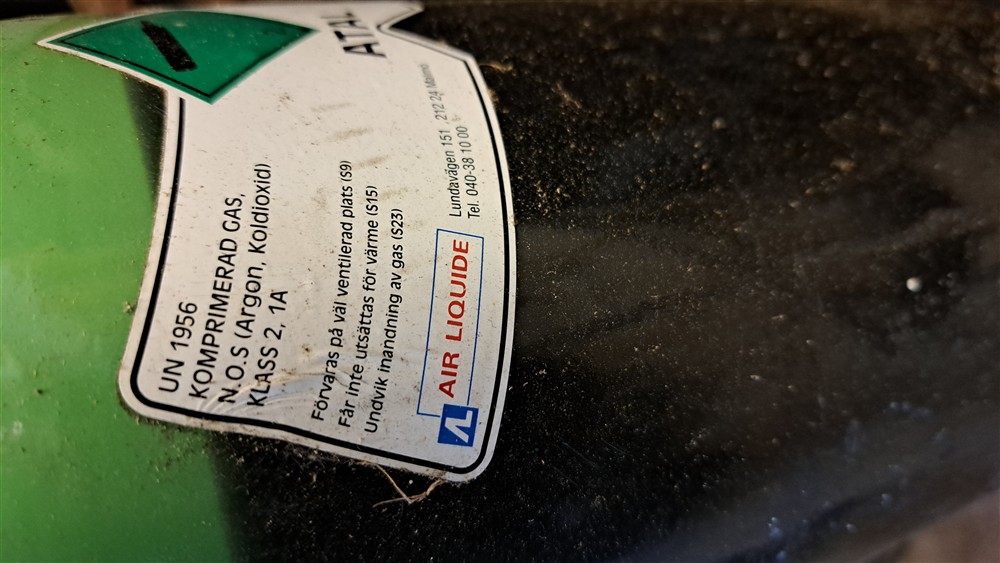 ATAL
UN 1956
KOMPRIMERAD GAS,
N.O.S (Argon, Koldioxid)
KLASS 2, 1A
Förvaras på väl ventilerad plats (S9)
Får inte utsättas för värme (S15)
Undvik inandning av gas (S23)
AL AIR LIQUIDE
Lundavägen 151 212 24 Malmö
Tel. 040-38 10 00